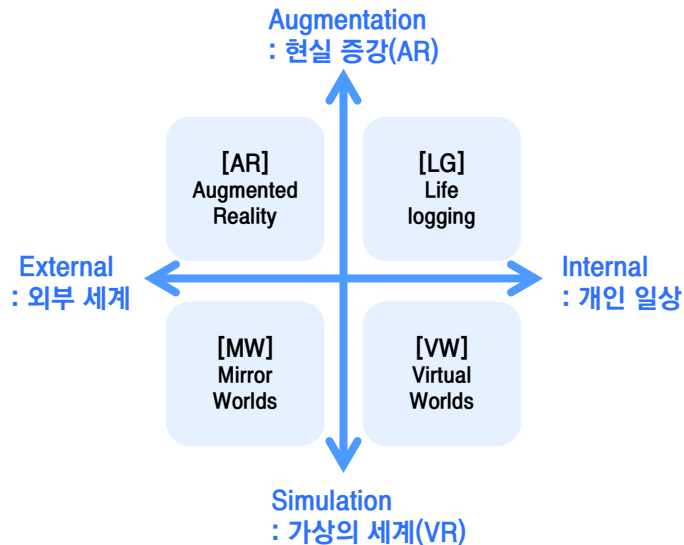 Augmentation
: 현실 증강(AR)
[AR]
Augmented
Reality
[LG]
Life
logging
External
: 외부 세계
Internal
: 개인 일상
[MW]
Mirror
Worlds
[VW]
Virtual
Worlds
Simulation
: 가상의 세계(VR)